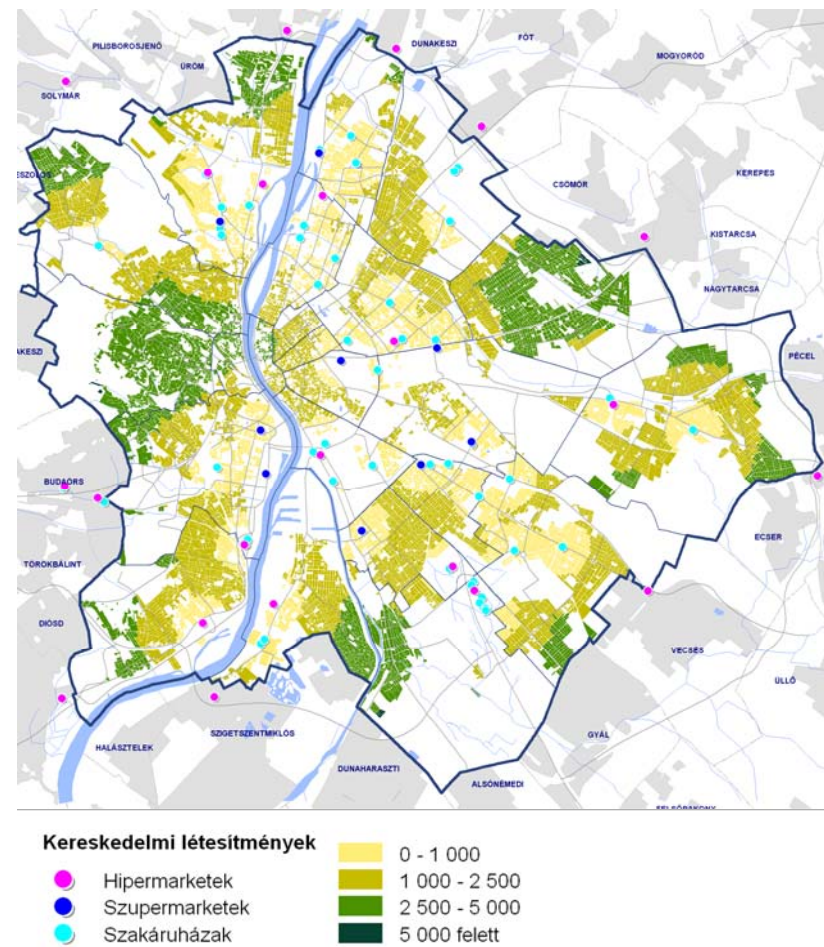 PILISBOROSJENŐ
ÜRÖM
SOLYMÁR
DUNAKESZI
FÓT
MOGYORÓD
CSÖMÖR
KEREPES
KISTARCSA
NAGYTARCSA
PÉCEL
BUDAÖRS
ECSER
TÖRÖKBÁLINT
DIÓSD
VECSÉS
ÜLLŐ
SZIGETSZENTMIKLÓS
GYÁL
HALÁSZTELEK
DUNAHARASZTI
ALSÓNÉMEDI
Kereskedelmi létesítmények
Hipermarketek
Szupermarketek
Szakáruházak
0 - 1 000
1 000 - 2 500
2 500 - 5 000
5 000 felett